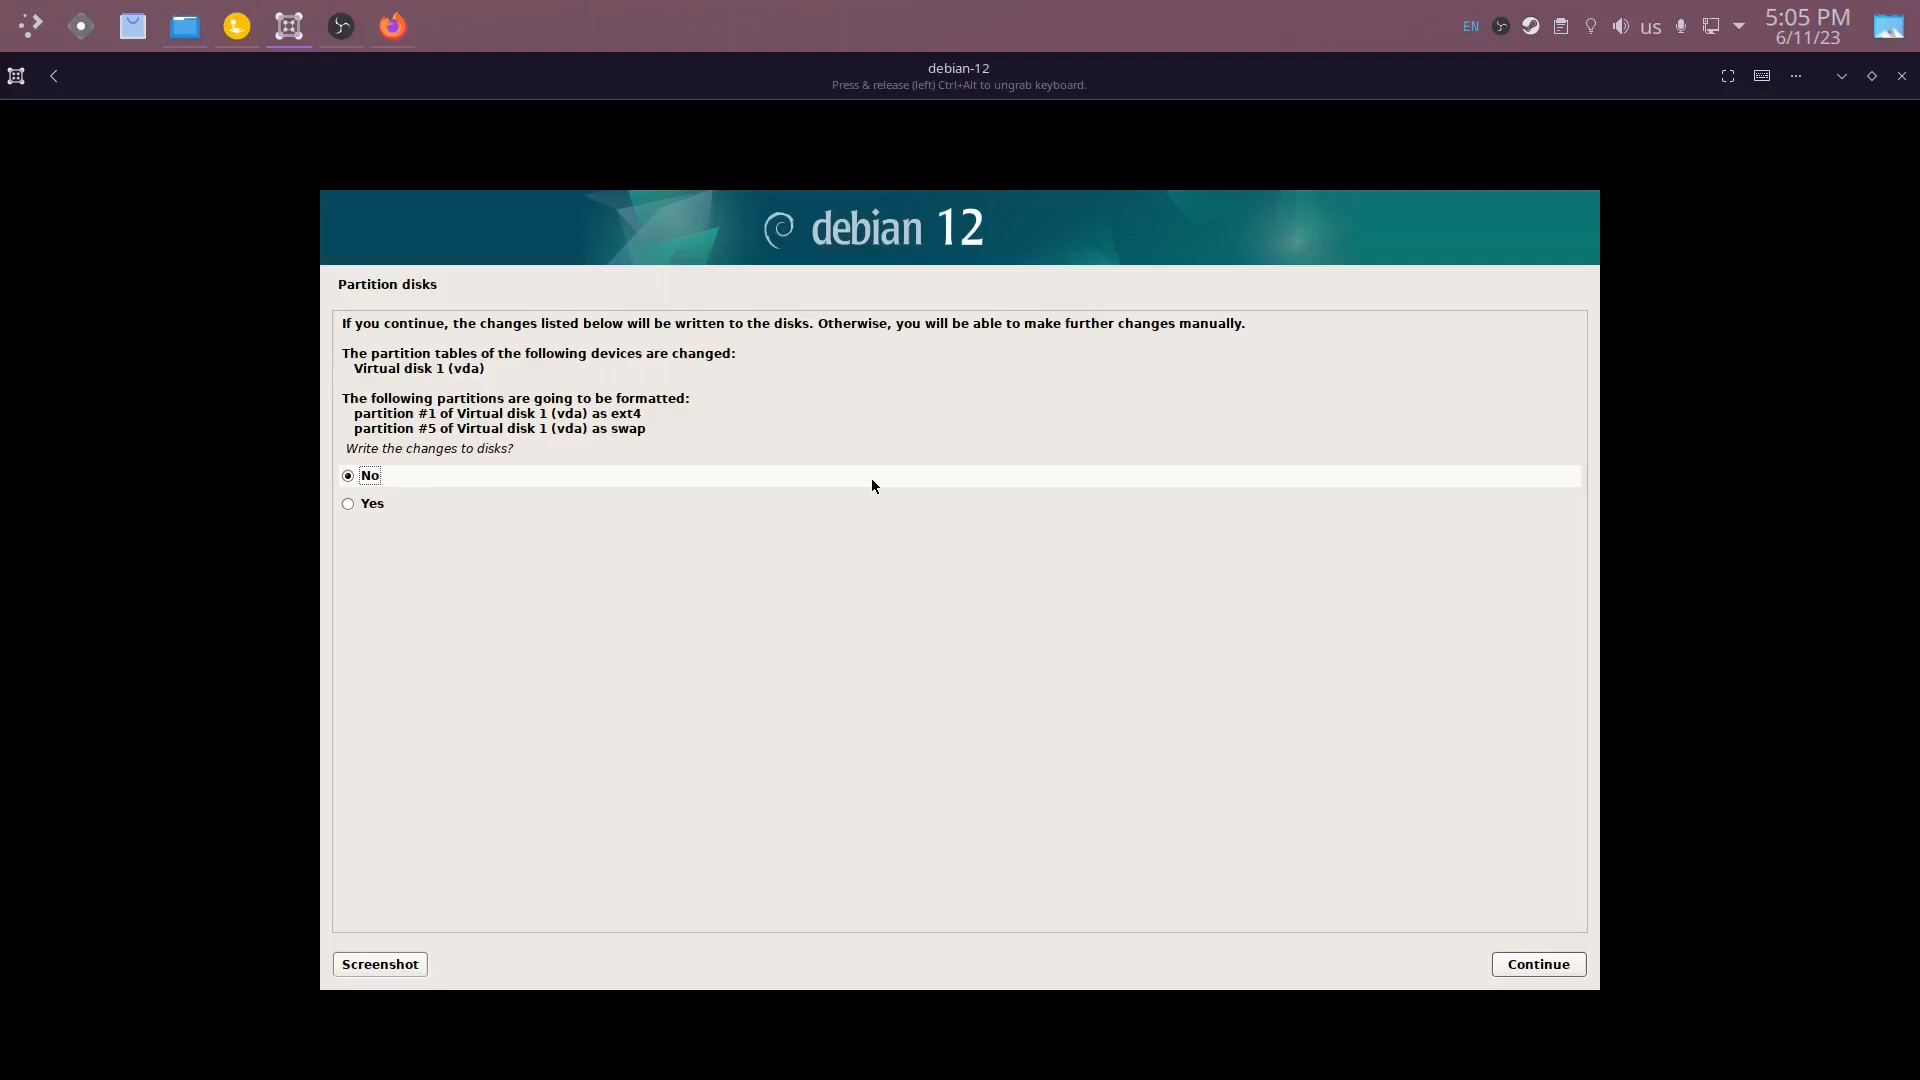 EN
us
5:05 PM
6/11/23
debian-12
Press & release (left) Ctrl+Alt to ungrab keyboard.
debian 12
Partition disks
If you continue, the changes listed below will be written to the disks. Otherwise, you will be able to make further changes manually.
The partition tables of the following devices are changed:
Virtual disk 1 (vda)
The following partitions are going to be formatted:
partition #1 of Virtual disk 1 (vda) as ext4
partition #5 of Virtual disk 1 (vda) as swap
Write the changes to disks?
No
Yes
Screenshot
Continue